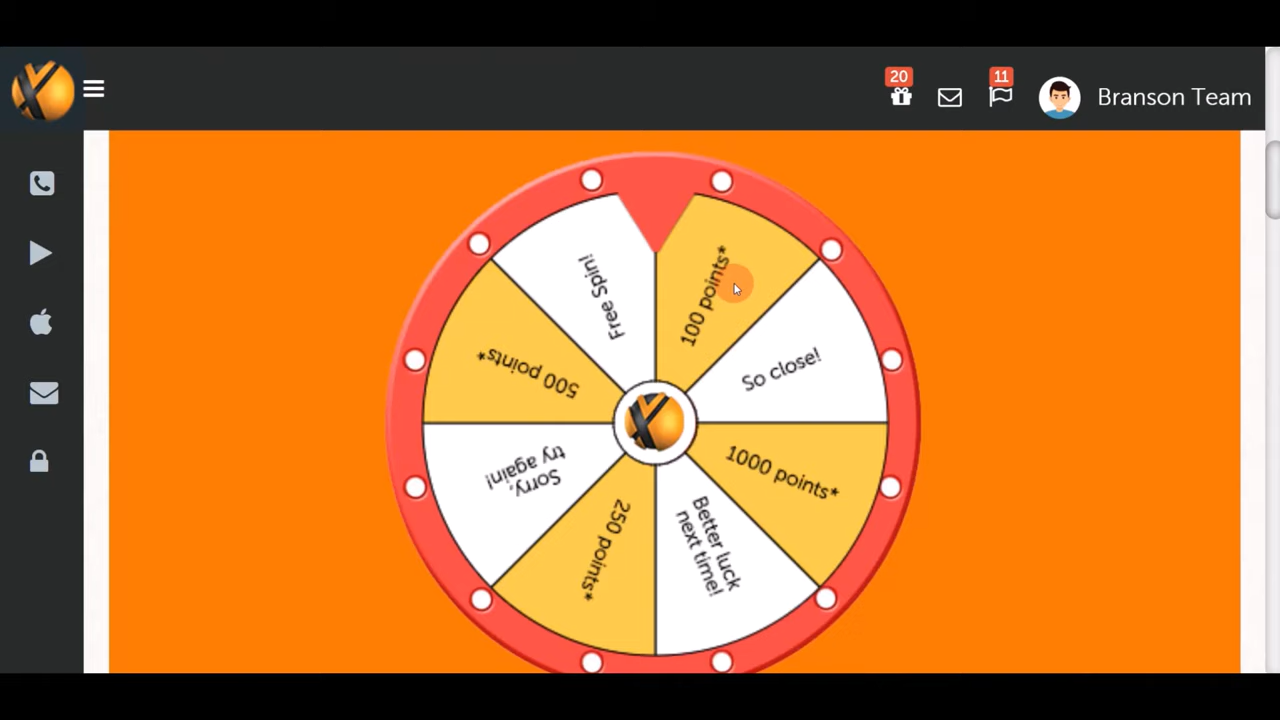 20
11
Branson Team
Free Spin!
100 points*
500 points*
So close!
Sorry,
try again!
1000 points*
250 points*
Better luck
next time!